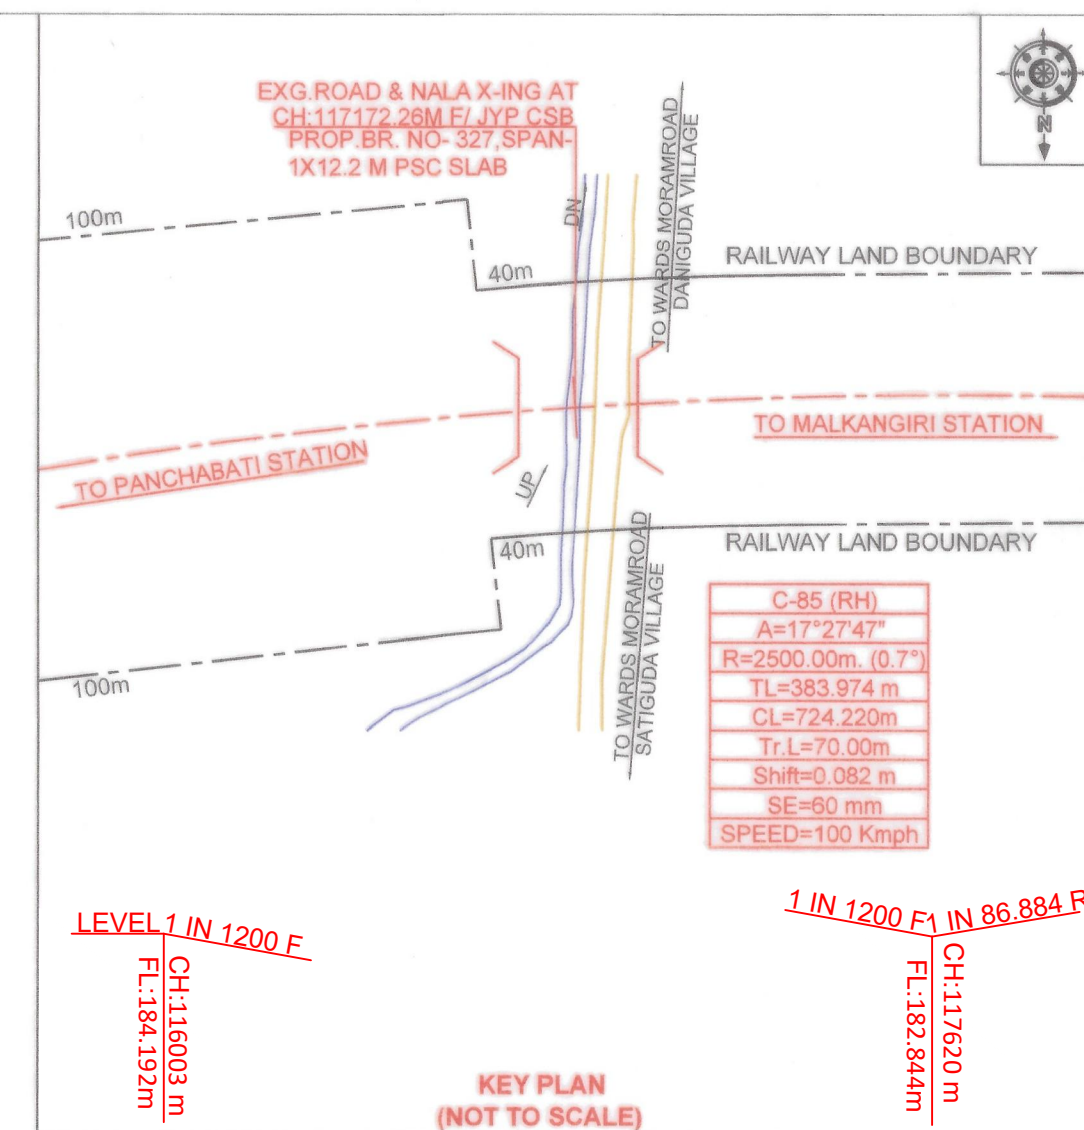 EXG.ROAD & NALA X-ING AT
CH:117172.26M F/ JYP CSB
PROP.BR. NO- 327,SPAN-
1X12.2 M PSC SLAB
N
100m
40m
DN
TO WARDS MORAMROAD
DANIGUDA VILLAGE
RAILWAY LAND BOUNDARY
TO PANCHABATI STATION
TO MALKANGIRI STATION
UP
40m
100m
TO WARDS MORAMROAD
SATIGUDA VILLAGE
RAILWAY LAND BOUNDARY
C-85 (RH)
A=17°27'47"
R=2500.00m. (0.7°)
TL=383.974 m
CL=724.220m
Tr.L=70.00m
Shift=0.082 m
SE=60 mm
SPEED=100 Kmph
LEVEL
1 IN 1200 F
CH:116003 m
FL:184.192m
1 IN 1200 F
1 IN 86.884 R
CH:117620 m
FL:182.844m
KEY PLAN
(NOT TO SCALE)